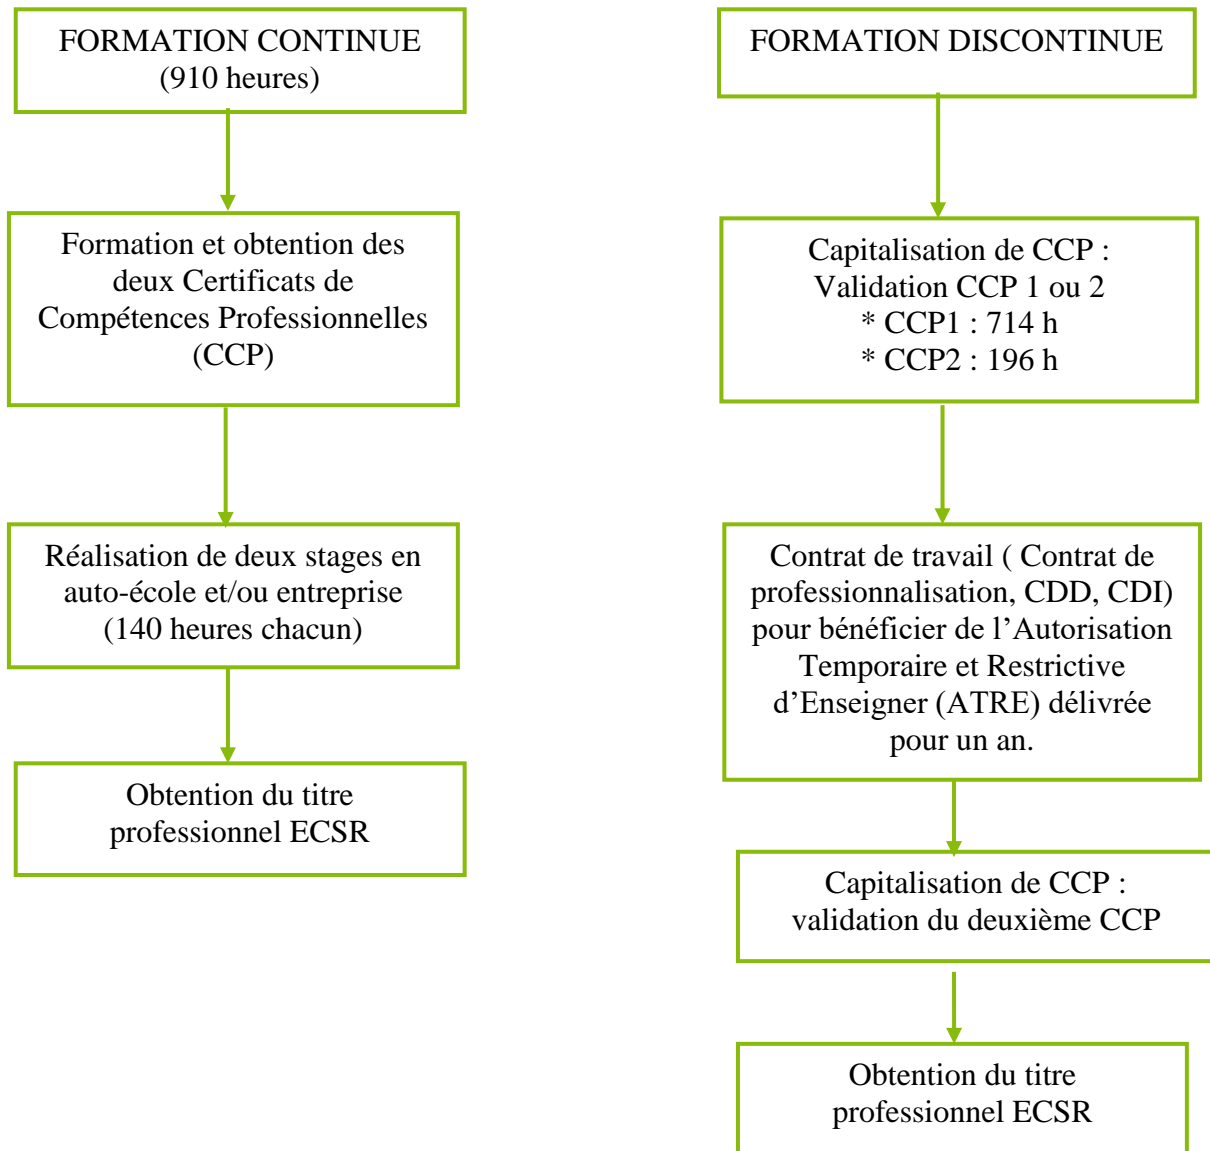 FORMATION CONTINUE
(910 heures)
Formation et obtention des
deux Certificats de
Compétences Professionnelles
(CCP)
Réalisation de deux stages en
auto-école et/ou entreprise
(140 heures chacun)
Obtention du titre
professionnel ECSR
FORMATION DISCONTINUE
Capitalisation de CCP :
Validation CCP 1 ou 2
* CCP1 : 714 h
* CCP2 : 196 h
Contrat de travail ( Contrat de
professionnalisation, CDD, CDI)
pour bénéficier de l’Autorisation
Temporaire et Restrictive
d’Enseigner (ATRE) délivrée
pour un an.
Capitalisation de CCP :
validation du deuxième CCP
Obtention du titre
professionnel ECSR